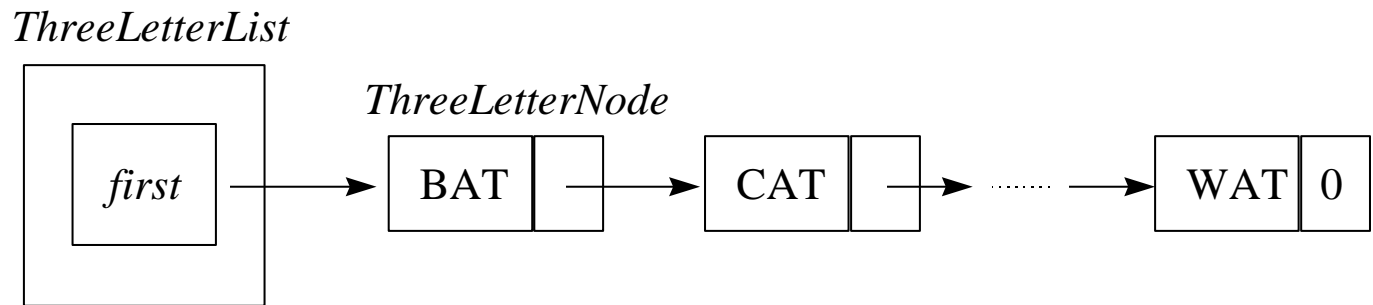 ThreeLetterList
ThreeLetterNode
first BAT CAT WAT 0